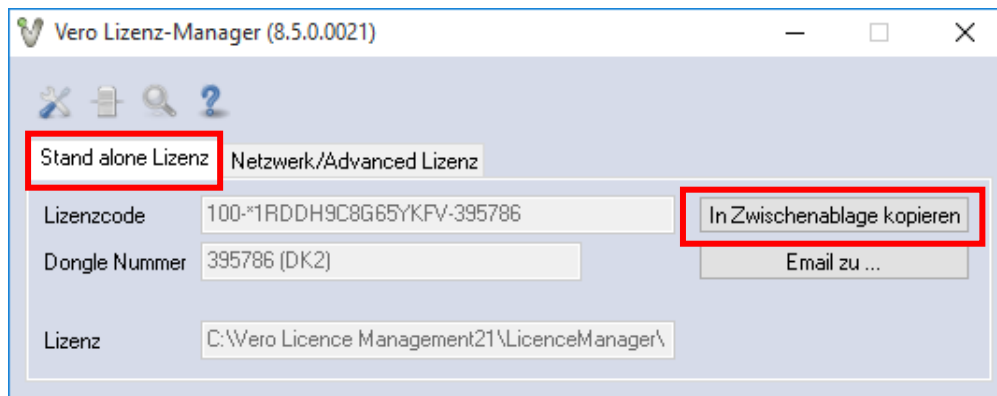 Vero Lizenz-Manager (8.5.0.0021)
Stand alone Lizenz Netzwerk/Advanced Lizenz
Lizenzcode 100-*1RDDH9C8G65YKFV-395786 In Zwischenablage kopieren
Dongle Nummer 395786 (DK2) Email zu ...
Lizenz C:\Vero Licence Management21\LicenceManager\